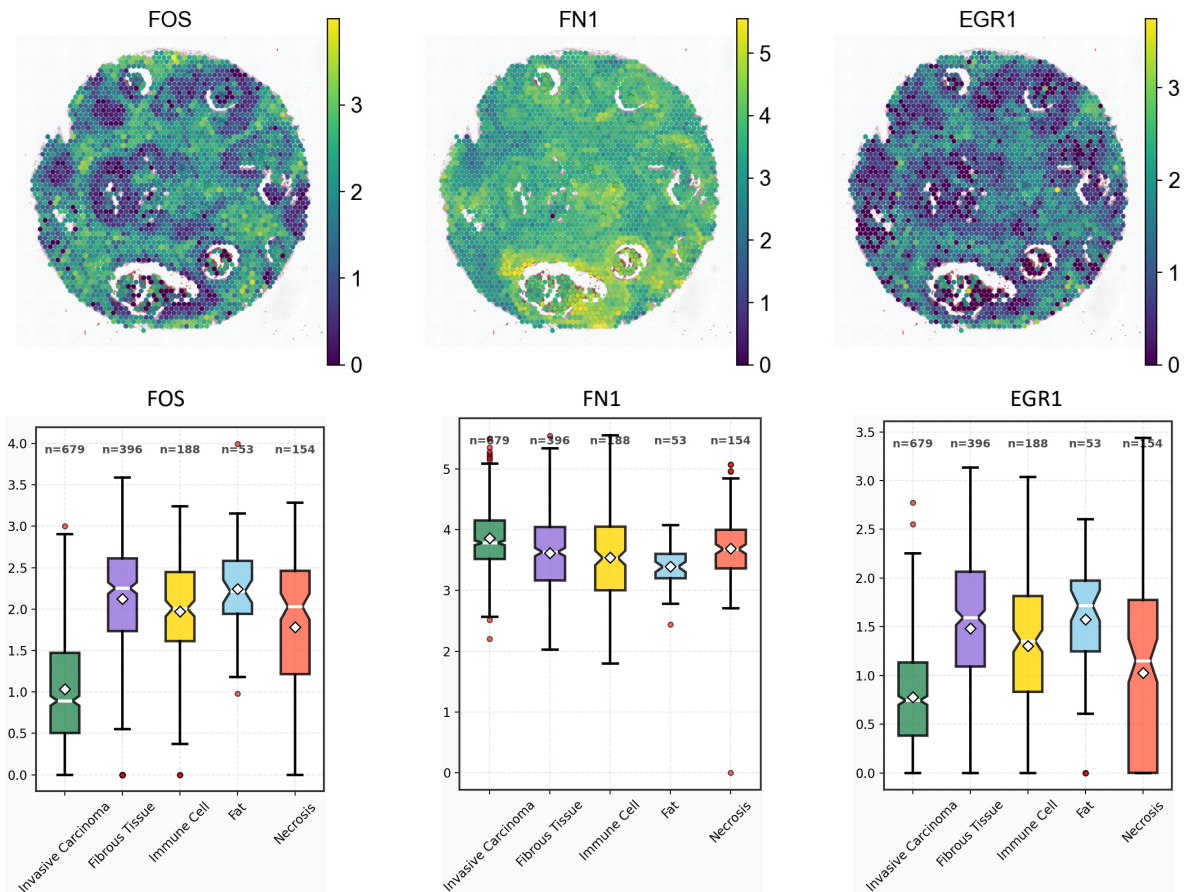 FOS
FN1
EGR1
3
2
1
0
5
4
3
2
1
0
3
2
1
0
FOS
FN1
EGR1
n=679 n=396 n=188 n=53 n=154
4.0
3.5
3.0
2.5
2.0
1.5
1.0
0.5
0.0
Invasive Carcinoma
Fibrous Tissue
Immune Cell
Fat
Necrosis
n=679 n=396 n=188 n=53 n=154
5
4
3
2
1
0
Invasive Carcinoma
Fibrous Tissue
Immune Cell
Fat
Necrosis
n=679 n=396 n=188 n=53 n=154
3.5
3.0
2.5
2.0
1.5
1.0
0.5
0.0
Invasive Carcinoma
Fibrous Tissue
Immune Cell
Fat
Necrosis